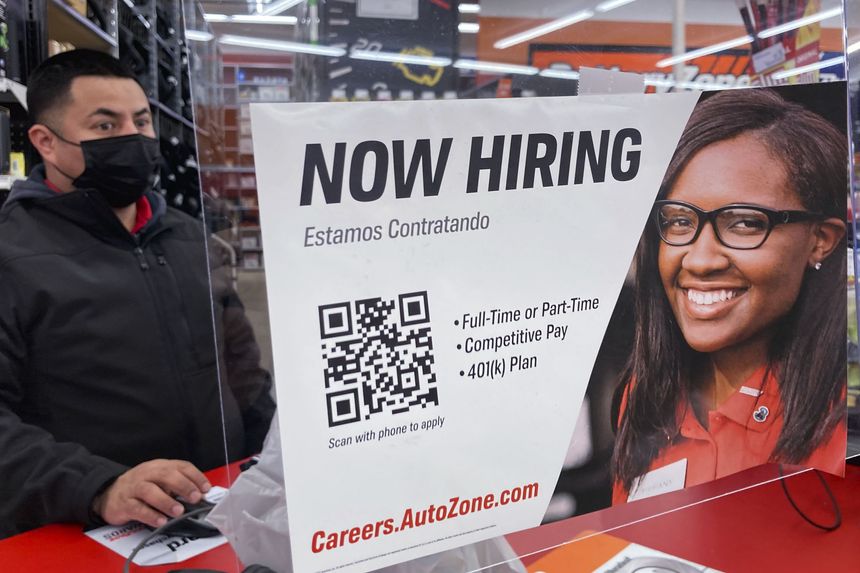 NOW HIRING
Estamos Contratando
• Full-Time or Part-Time
• Competitive Pay
• 401(k) Plan
Scan with phone to apply
Careers.AutoZone.com